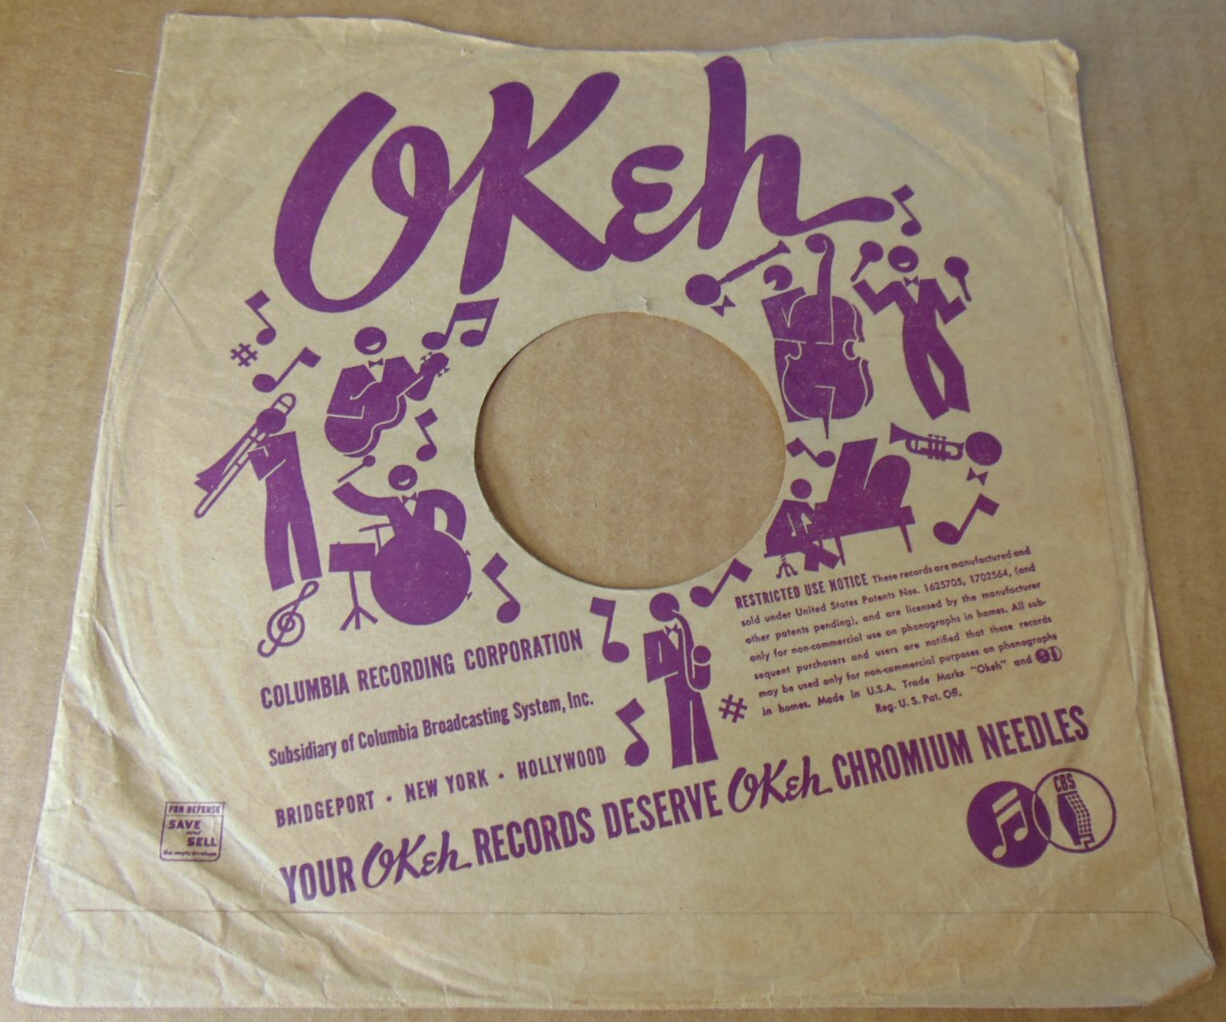 OKeh
RESTRICTED USE NOTICE These records are manufactured and
sold under United States Patents Nos. 1625705, 1702564, (and
other patents pending), and are licensed by the manufacturer
only for non-commercial use on phonographs in homes. All sub-
sequent purchasers and users are notified that these records
may be used only for non-commercial purposes on phonographs
in homes. Made in U.S.A. Trade Marks "Okeh" and
Reg. U. S. Pat. Off.
COLUMBIA RECORDING CORPORATION
Subsidiary of Columbia Broadcasting System, Inc.
BRIDGEPORT • NEW YORK • HOLLYWOOD
YOUR OKeh RECORDS DESERVE OKeh CHROMIUM NEEDLES
FOR DEFENSE
SAVE
and
SELL
the empty envelope
CBS